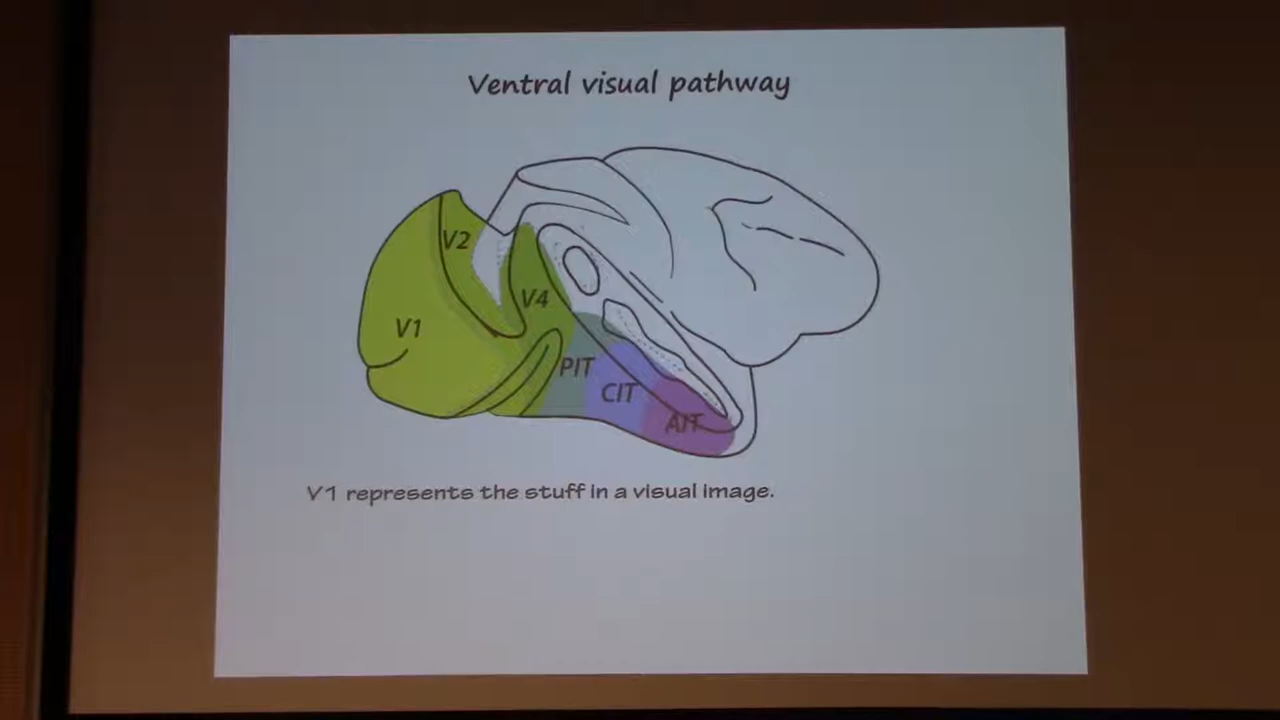 Ventral visual pathway
V2
V4
V1
PIT
CIT
AIT
V1 represents the stuff in a visual image.